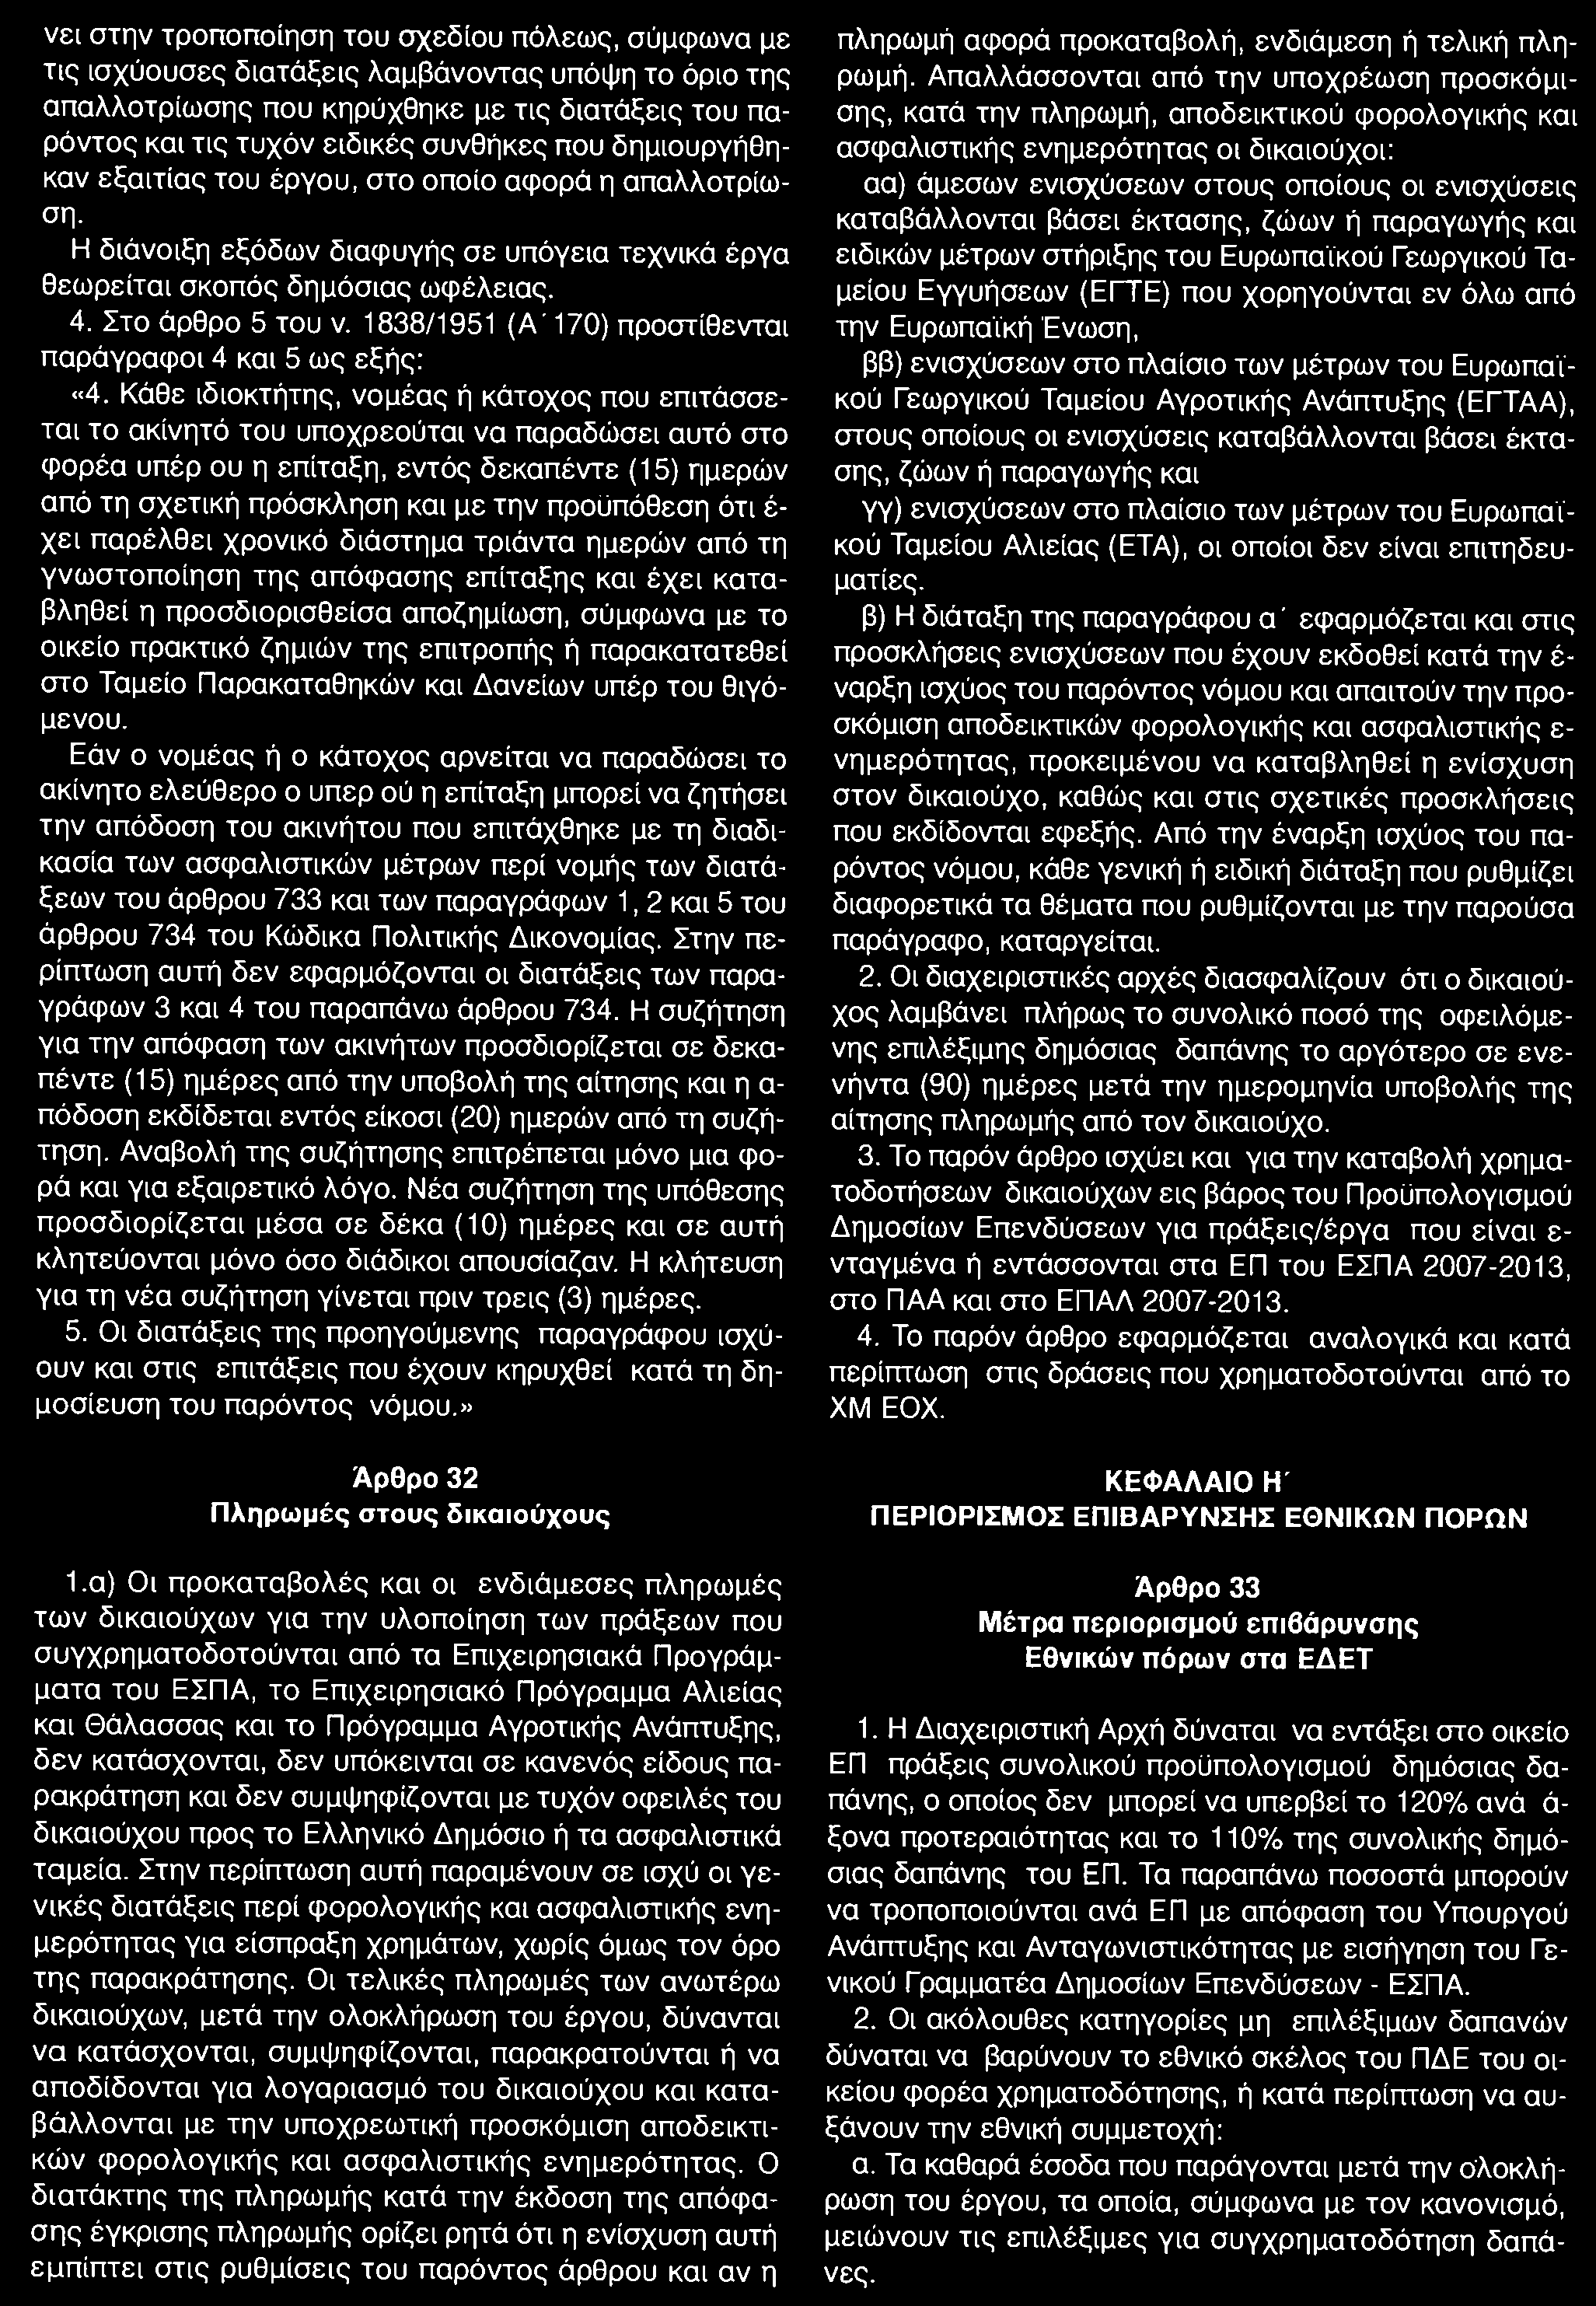 νει στην τροποποίηση του σχεδίου πόλεως, σύμφωνα με
τις ισχύουσες διατάξεις λαμβάνοντας υπόψη το όριο της
απαλλοτρίωσης που κηρύχθηκε με τις διατάξεις του πα-
ρόντος και τις τυχόν ειδικές συνθήκες που δημιουργήθη-
καν εξαιτίας του έργου, στο οποίο αφορά η απαλλοτρίω-
ση.
Η διάνοιξη εξόδων διαφυγής σε υπόγεια τεχνικά έργα
θεωρείται σκοπός δημόσιας ωφέλειας.
4. Στο άρθρο 5 του ν. 1838/1951 (Α΄170) προστίθενται
παράγραφοι 4 και 5 ως εξής:
«4. Κάθε ιδιοκτήτης, νομέας ή κάτοχος που επιτάσσε-
ται το ακίνητό του υποχρεούται να παραδώσει αυτό στο
φορέα υπέρ ου η επίταξη, εντός δεκαπέντε (15) ημερών
από τη σχετική πρόσκληση και με την προϋπόθεση ότι έ-
χει παρέλθει χρονικό διάστημα τριάντα ημερών από τη
γνωστοποίηση της απόφασης επίταξης και έχει κατα-
βληθεί η προσδιορισθείσα αποζημίωση, σύμφωνα με το
οικείο πρακτικό ζημιών της επιτροπής ή παρακατατεθεί
στο Ταμείο Παρακαταθηκών και Δανείων υπέρ του θιγό-
μενου.
Εάν ο νομέας ή ο κάτοχος αρνείται να παραδώσει το
ακίνητο ελεύθερο ο υπερ ού η επίταξη μπορεί να ζητήσει
την απόδοση του ακινήτου που επιτάχθηκε με τη διαδι-
κασία των ασφαλιστικών μέτρων περί νομής των διατά-
ξεων του άρθρου 733 και των παραγράφων 1, 2 και 5 του
άρθρου 734 του Κώδικα Πολιτικής Δικονομίας. Στην πε-
ρίπτωση αυτή δεν εφαρμόζονται οι διατάξεις των παρα-
γράφων 3 και 4 του παραπάνω άρθρου 734. Η συζήτηση
για την απόφαση των ακινήτων προσδιορίζεται σε δεκα-
πέντε (15) ημέρες από την υποβολή της αίτησης και η α-
πόδοση εκδίδεται εντός είκοσι (20) ημερών από τη συζή-
τηση. Αναβολή της συζήτησης επιτρέπεται μόνο μια φο-
ρά και για εξαιρετικό λόγο. Νέα συζήτηση της υπόθεσης
προσδιορίζεται μέσα σε δέκα (10) ημέρες και σε αυτή
κλητεύονται μόνο όσο διάδικοι απουσίαζαν. Η κλήτευση
για τη νέα συζήτηση γίνεται πριν τρεις (3) ημέρες.
5. Οι διατάξεις της προηγούμενης παραγράφου ισχύ-
ουν και στις επιτάξεις που έχουν κηρυχθεί κατά τη δη-
μοσίευση του παρόντος νόμου.»
Άρθρο 32
Πληρωμές στους δικαιούχους
1.α) Οι προκαταβολές και οι ενδιάμεσες πληρωμές
των δικαιούχων για την υλοποίηση των πράξεων που
συγχρηματοδοτούνται από τα Επιχειρησιακά Προγράμ-
ματα του ΕΣΠΑ, το Επιχειρησιακό Πρόγραμμα Αλιείας
και Θάλασσας και το Πρόγραμμα Αγροτικής Ανάπτυξης,
δεν κατάσχονται, δεν υπόκεινται σε κανενός είδους πα-
ρακράτηση και δεν συμψηφίζονται με τυχόν οφειλές του
δικαιούχου προς το Ελληνικό Δημόσιο ή τα ασφαλιστικά
ταμεία. Στην περίπτωση αυτή παραμένουν σε ισχύ οι γε-
νικές διατάξεις περί φορολογικής και ασφαλιστικής ενη-
μερότητας για είσπραξη χρημάτων, χωρίς όμως τον όρο
της παρακράτησης. Οι τελικές πληρωμές των ανωτέρω
δικαιούχων, μετά την ολοκλήρωση του έργου, δύνανται
να κατάσχονται, συμψηφίζονται, παρακρατούνται ή να
αποδίδονται για λογαριασμό του δικαιούχου και κατα-
βάλλονται με την υποχρεωτική προσκόμιση αποδεικτι-
κών φορολογικής και ασφαλιστικής ενημερότητας. Ο
διατάκτης της πληρωμής κατά την έκδοση της απόφα-
σης έγκρισης πληρωμής ορίζει ρητά ότι η ενίσχυση αυτή
εμπίπτει στις ρυθμίσεις του παρόντος άρθρου και αν η
πληρωμή αφορά προκαταβολή, ενδιάμεση ή τελική πλη-
ρωμή. Απαλλάσσονται από την υποχρέωση προσκόμι-
σης, κατά την πληρωμή, αποδεικτικού φορολογικής και
ασφαλιστικής ενημερότητας οι δικαιούχοι:
αα) άμεσων ενισχύσεων στους οποίους οι ενισχύσεις
καταβάλλονται βάσει έκτασης, ζώων ή παραγωγής και
ειδικών μέτρων στήριξης του Ευρωπαϊκού Γεωργικού Τα-
μείου Εγγυήσεων (ΕΓΤΕ) που χορηγούνται εν όλω από
την Ευρωπαϊκή Ένωση,
ββ) ενισχύσεων στο πλαίσιο των μέτρων του Ευρωπαϊ-
κού Γεωργικού Ταμείου Αγροτικής Ανάπτυξης (ΕΓΤΑΑ),
στους οποίους οι ενισχύσεις καταβάλλονται βάσει έκτα-
σης, ζώων ή παραγωγής και
γγ) ενισχύσεων στο πλαίσιο των μέτρων του Ευρωπαϊ-
κού Ταμείου Αλιείας (ΕΤΑ), οι οποίοι δεν είναι επιτηδευ-
ματίες.
β) Η διάταξη της παραγράφου α΄ εφαρμόζεται και στις
προσκλήσεις ενισχύσεων που έχουν εκδοθεί κατά την έ-
ναρξη ισχύος του παρόντος νόμου και απαιτούν την προ-
σκόμιση αποδεικτικών φορολογικής και ασφαλιστικής ε-
νημερότητας, προκειμένου να καταβληθεί η ενίσχυση
στον δικαιούχο, καθώς και στις σχετικές προσκλήσεις
που εκδίδονται εφεξής. Από την έναρξη ισχύος του πα-
ρόντος νόμου, κάθε γενική ή ειδική διάταξη που ρυθμίζει
διαφορετικά τα θέματα που ρυθμίζονται με την παρούσα
παράγραφο, καταργείται.
2. Οι διαχειριστικές αρχές διασφαλίζουν ότι ο δικαιού-
χος λαμβάνει πλήρως το συνολικό ποσό της οφειλόμε-
νης επιλέξιμης δημόσιας δαπάνης το αργότερο σε ενε-
νήντα (90) ημέρες μετά την ημερομηνία υποβολής της
αίτησης πληρωμής από τον δικαιούχο.
3. Το παρόν άρθρο ισχύει και για την καταβολή χρημα-
τοδοτήσεων δικαιούχων εις βάρος του Προϋπολογισμού
Δημοσίων Επενδύσεων για πράξεις/έργα που είναι ε-
νταγμένα ή εντάσσονται στα ΕΠ του ΕΣΠΑ 2007-2013,
στο ΠΑΑ και στο ΕΠΑΛ 2007-2013.
4. Το παρόν άρθρο εφαρμόζεται αναλογικά και κατά
περίπτωση στις δράσεις που χρηματοδοτούνται από το
ΧΜ ΕΟΧ.
ΚΕΦΑΛΑΙΟ Η΄
ΠΕΡΙΟΡΙΣΜΟΣ ΕΠΙΒΑΡΥΝΣΗΣ ΕΘΝΙΚΩΝ ΠΟΡΩΝ
Άρθρο 33
Μέτρα περιορισμού επιβάρυνσης
Εθνικών πόρων στα ΕΔΕΤ
1. Η Διαχειριστική Αρχή δύναται να εντάξει στο οικείο
ΕΠ πράξεις συνολικού προϋπολογισμού δημόσιας δα-
πάνης, ο οποίος δεν μπορεί να υπερβεί το 120% ανά ά-
ξονα προτεραιότητας και το 110% της συνολικής δημό-
σιας δαπάνης του ΕΠ. Τα παραπάνω ποσοστά μπορούν
να τροποποιούνται ανά ΕΠ με απόφαση του Υπουργού
Ανάπτυξης και Ανταγωνιστικότητας με εισήγηση του Γε-
νικού Γραμματέα Δημοσίων Επενδύσεων - ΕΣΠΑ.
2. Οι ακόλουθες κατηγορίες μη επιλέξιμων δαπανών
δύναται να βαρύνουν το εθνικό σκέλος του ΠΔΕ του οι-
κείου φορέα χρηματοδότησης, ή κατά περίπτωση να αυ-
ξάνουν την εθνική συμμετοχή:
α. Τα καθαρά έσοδα που παράγονται μετά την ολοκλή-
ρωση του έργου, τα οποία, σύμφωνα με τον κανονισμό,
μειώνουν τις επιλέξιμες για συγχρηματοδότηση δαπά-
νες.